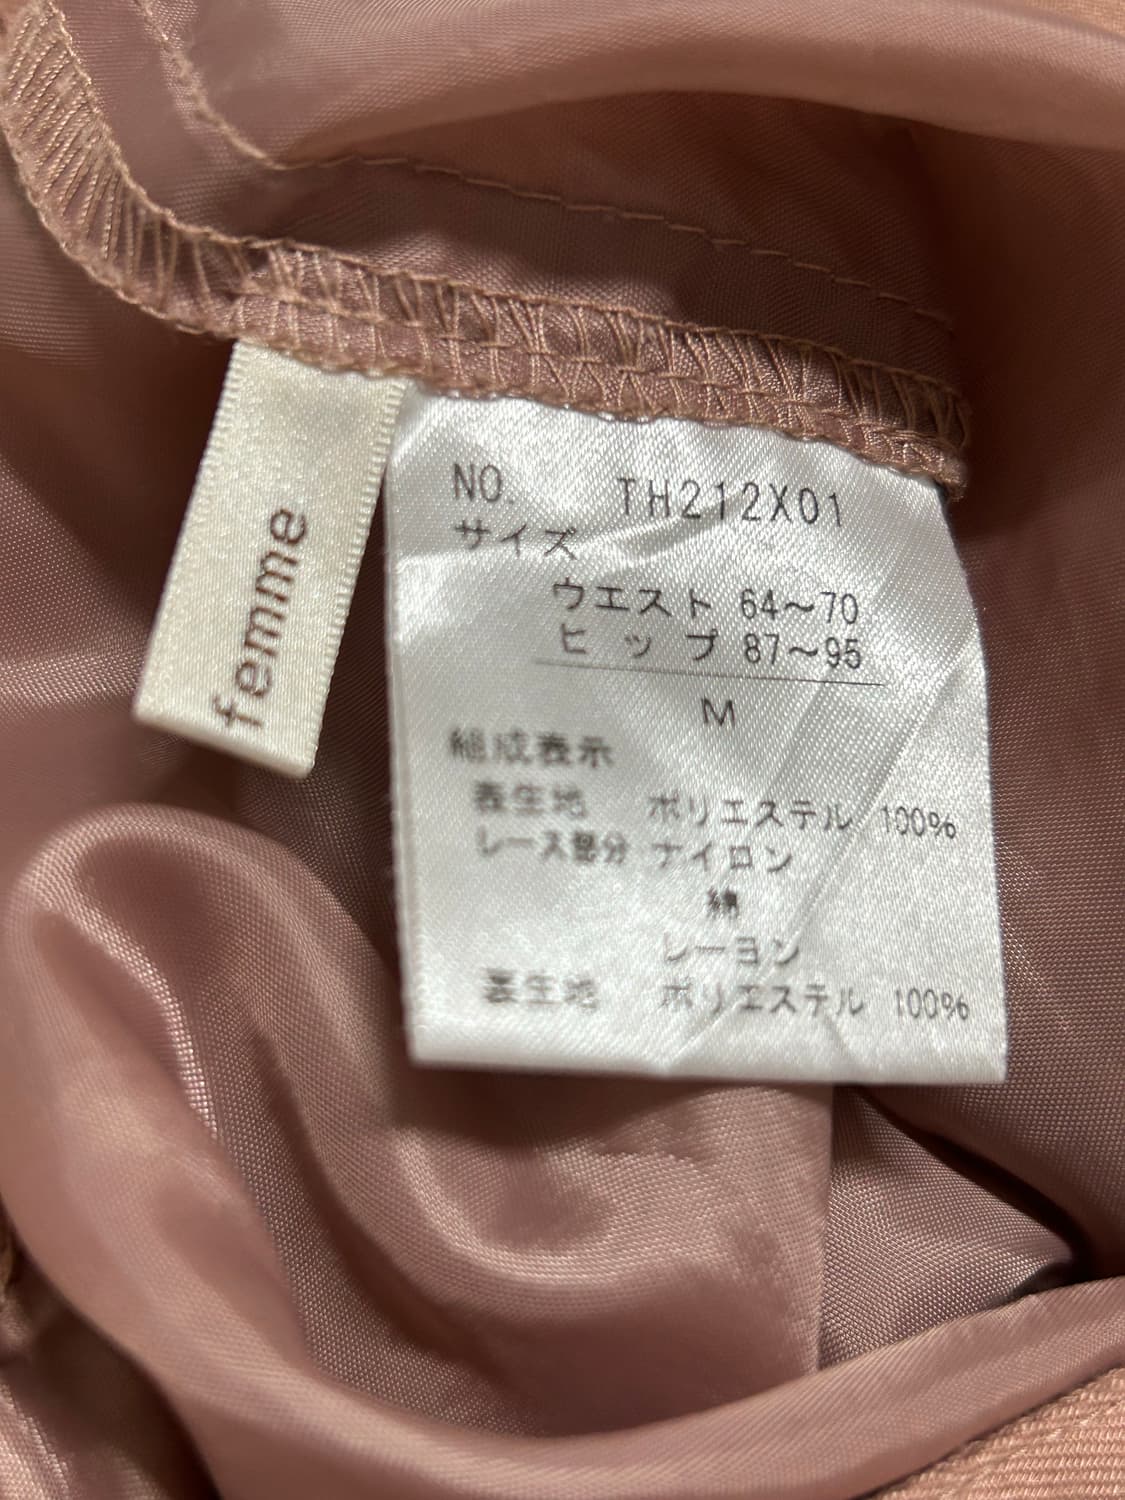 femme
NO. TH212X01
サイズ
ウエスト 64～70
ヒップ 87～95
M
組成表示
表生地 ポリエステル 100%
レース部分 ナイロン
綿
レーヨン
裏生地 ポリエステル 100%